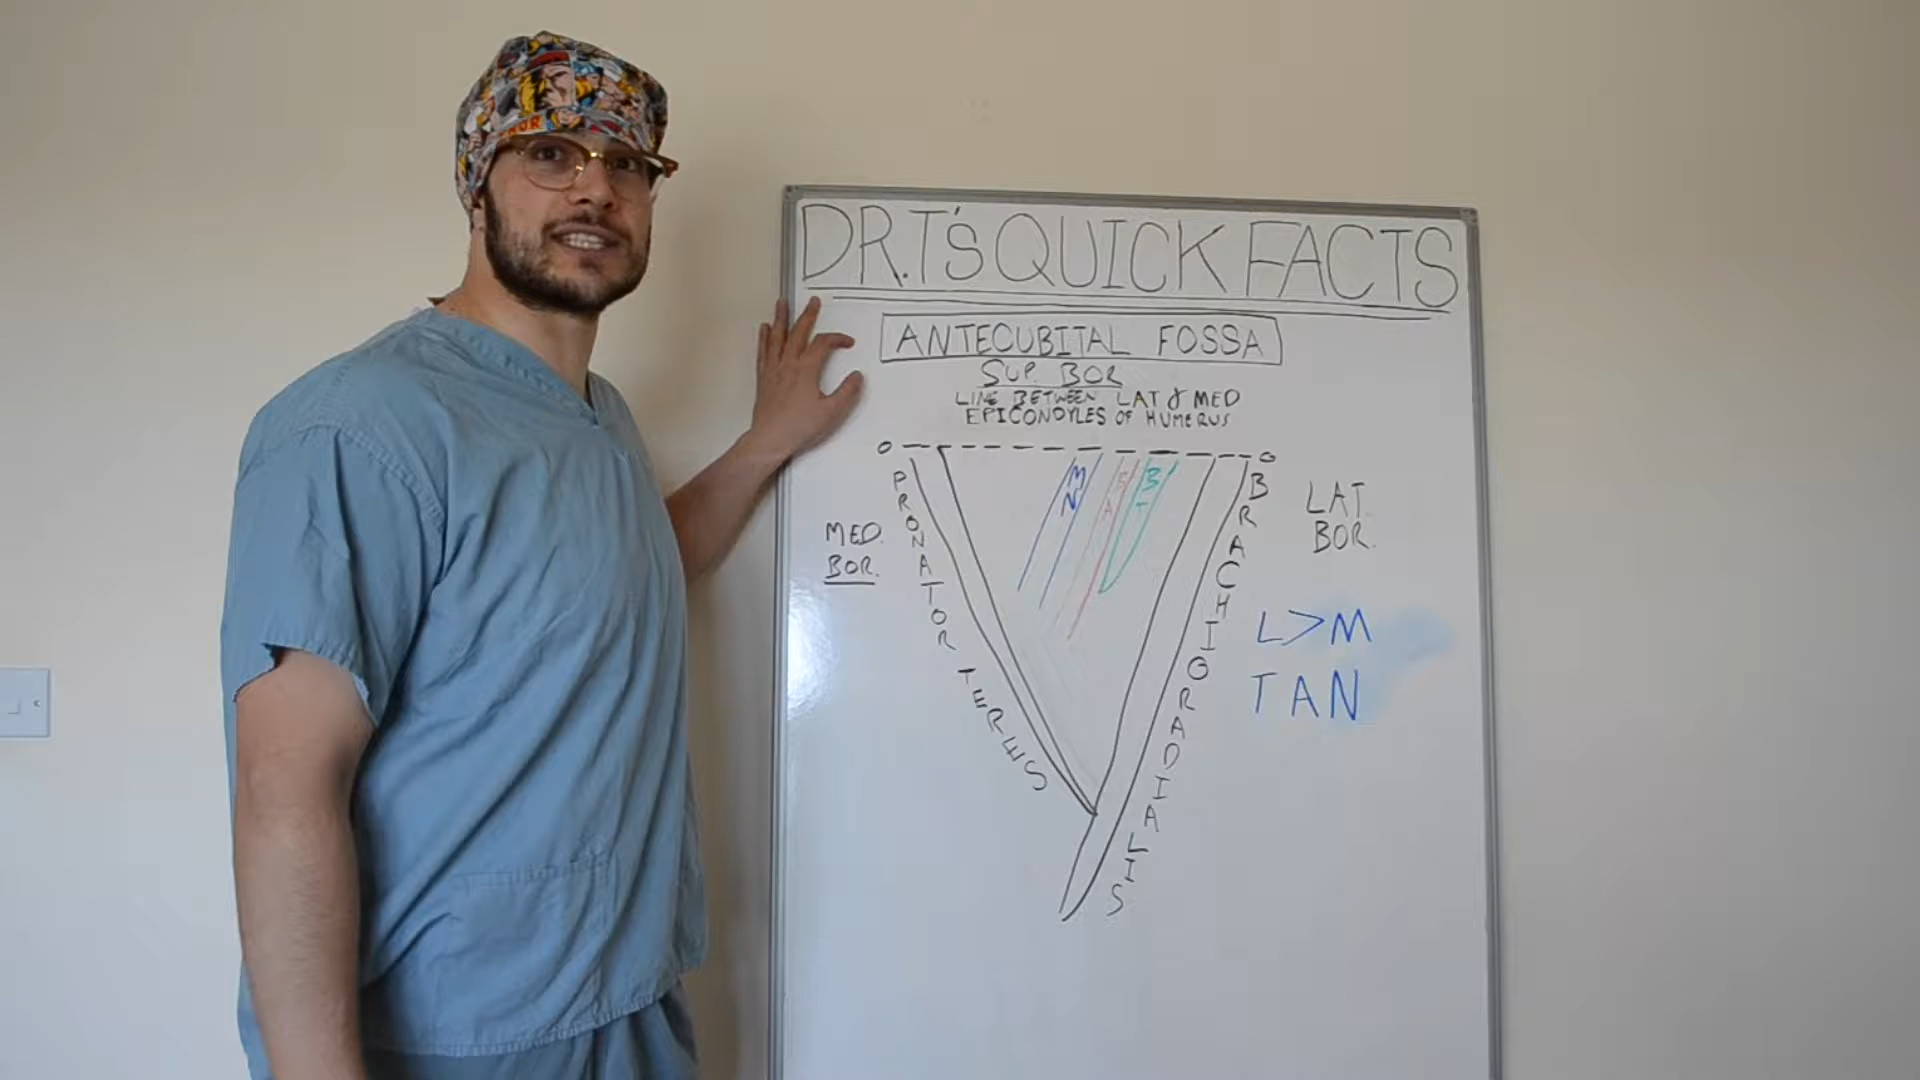 DR.T'S QUICK FACTS
ANTECUBITAL FOSSA
SUP. BOR
LINE BETWEEN LAT & MED
EPICONDYLES OF HUMERUS
MED.
BOR.
PRONATOR TERES
MN
BA
BT
BRACHIORADIALIS
LAT.
BOR.
L>M
TAN